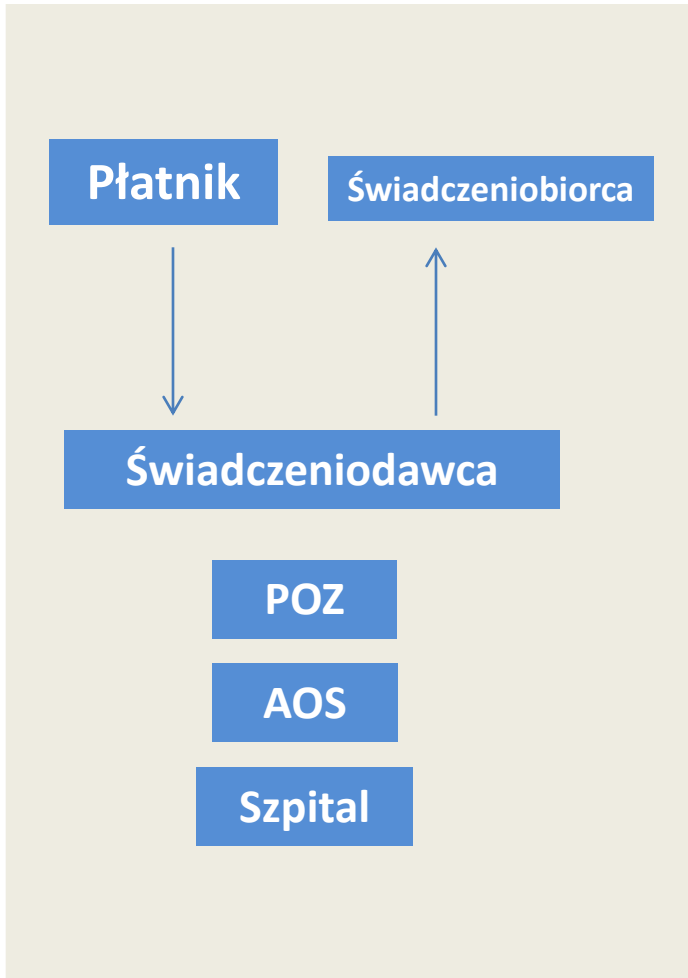 Płatnik
Świadczeniobiorca
Świadczeniodawca
POZ
AOS
Szpital